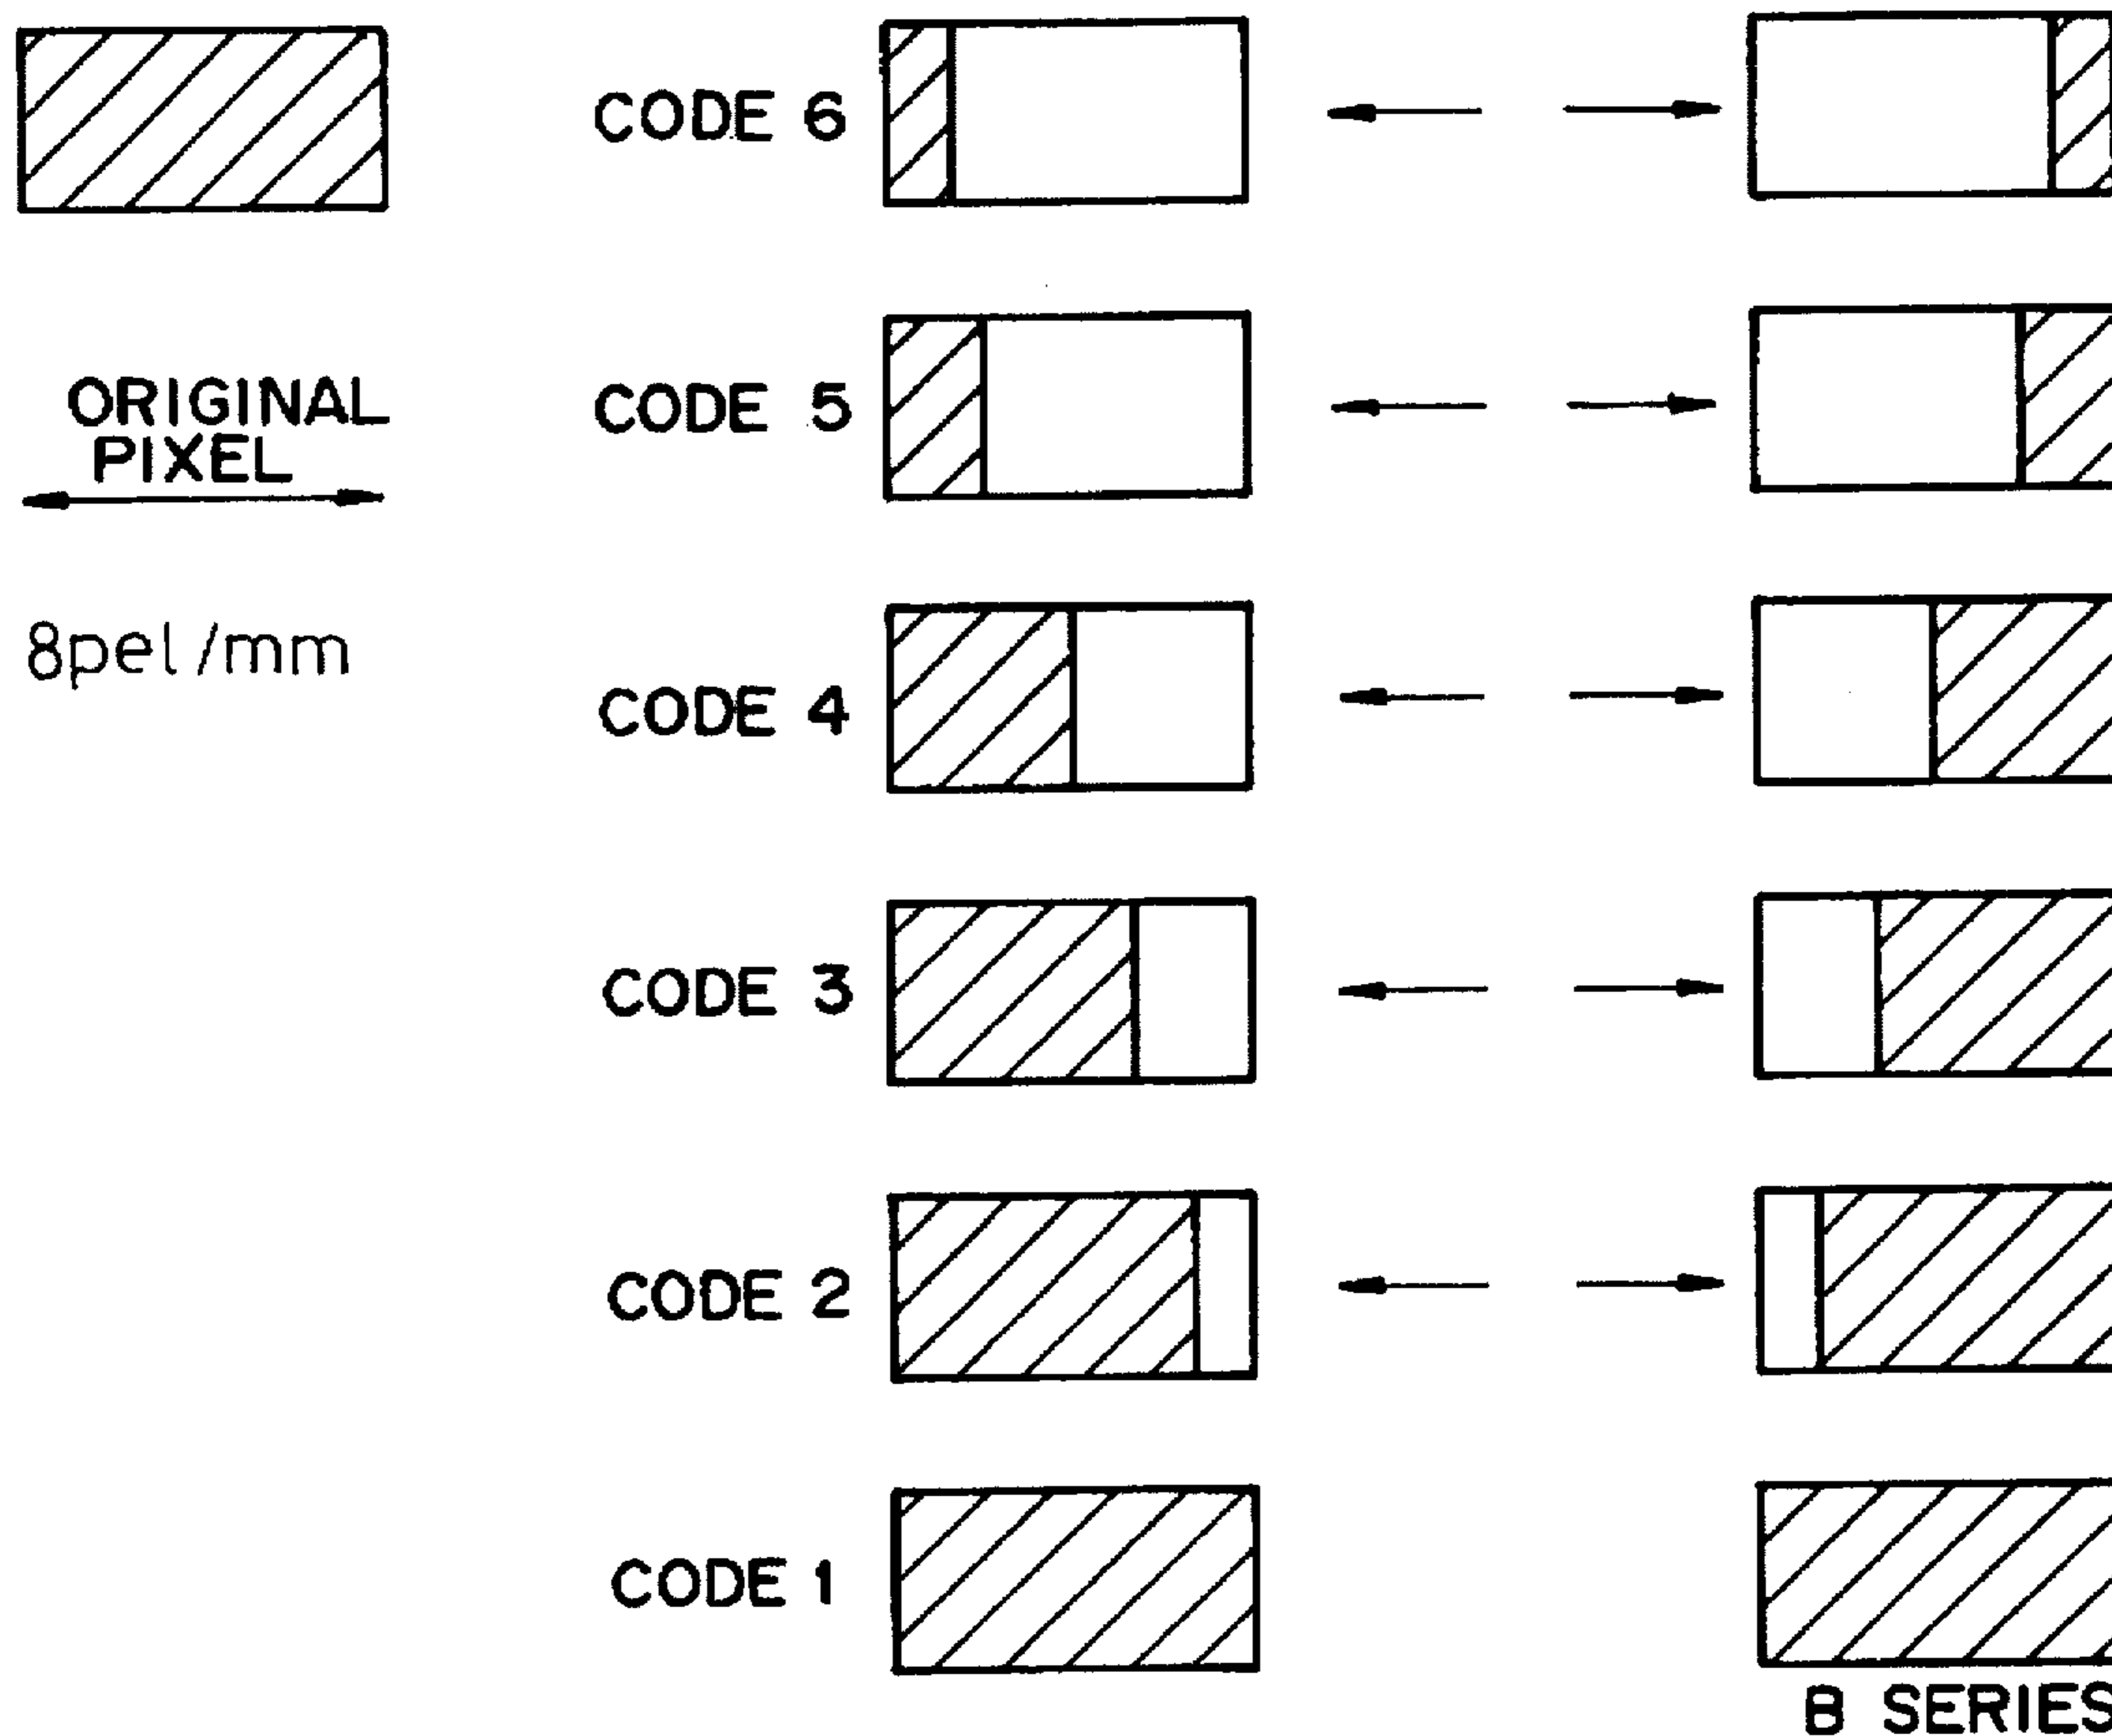 CODE 6
ORIGINAL
PIXEL
CODE 5
8pel/mm
CODE 4
CODE 3
CODE 2
CODE 1
B SERIES